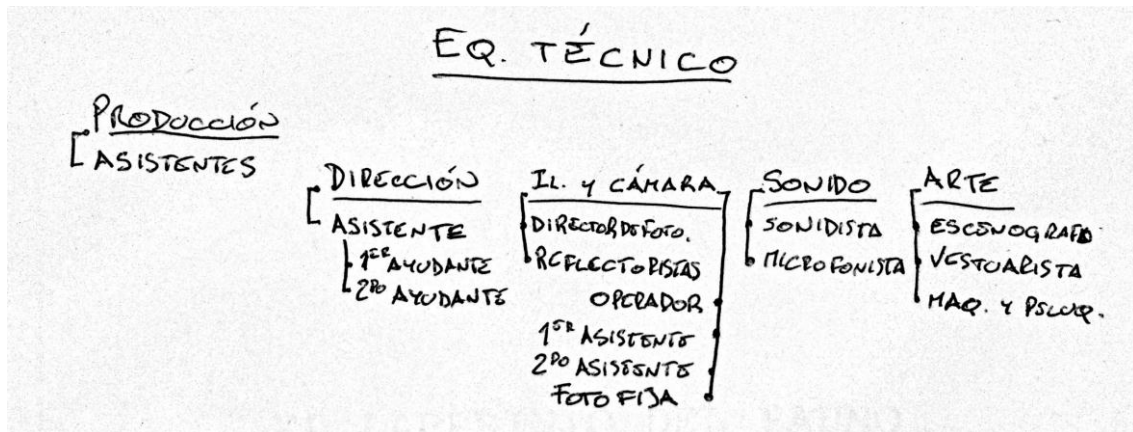 EQ. TÉCNICO
PRODUCCIÓN
ASISTENTES
DIRECCIÓN
ASISTENTE
1ER AYUDANTE
2DO AYUDANTE
IL. Y CÁMARA
DIRECTOR DE FOTO.
REFLECTORISTAS
OPERADOR
1ER ASISTENTE
2DO ASISTENTE
FOTO FIJA
SONIDO
SONIDISTA
MICROFONISTA
ARTE
ESCENOGRAFO
VESTUARISTA
MAQ. Y PELUQ.